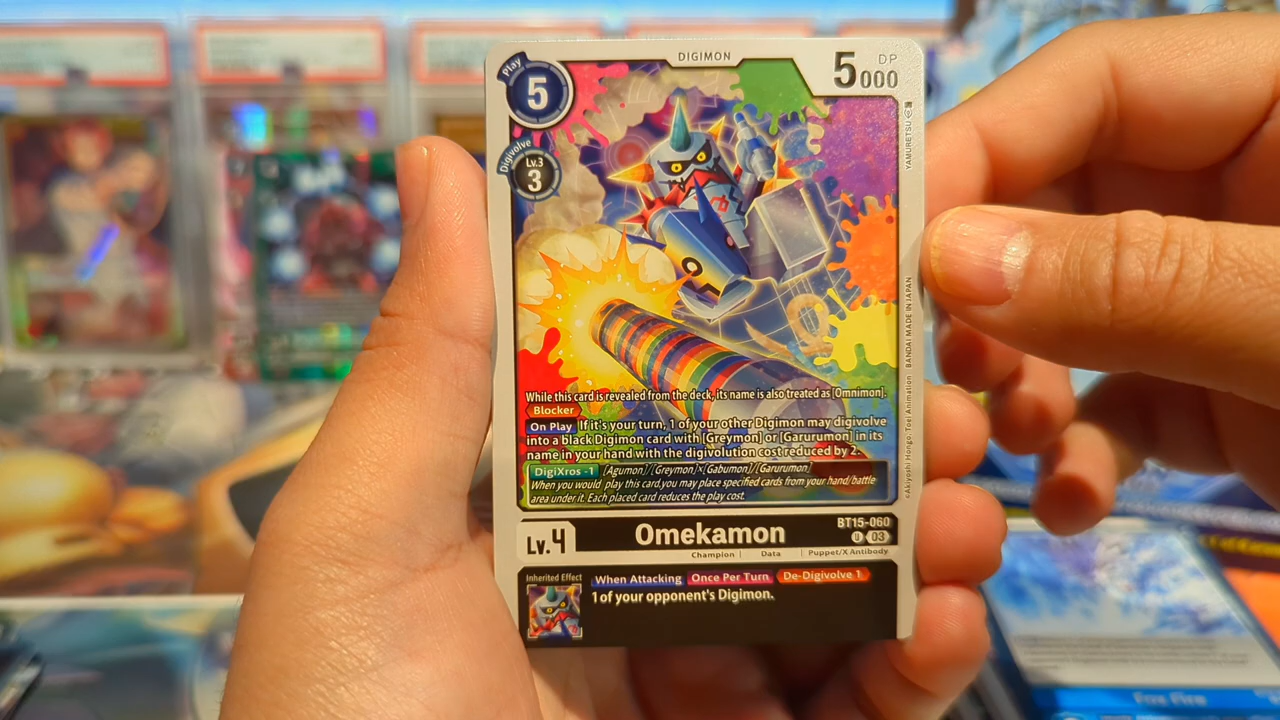 DIGIMON
Play
5
DP
5000
Digivolve
Lv.3
3
YAMURETSU
©Akiyoshi Hongo, Toei Animation BANDAI MADE IN JAPAN
While this card is revealed from the deck, its name is also treated as [Omnimon].
Blocker
On Play If it's your turn, 1 of your other Digimon may digivolve
into a black Digimon card with [Greymon] or [Garurumon] in its
name in your hand with the digivolution cost reduced by 2.
DigiXros -1 [Agumon]/[Greymon]×[Gabumon]/[Garurumon]
When you would play this card, you may place specified cards from your hand/battle
area under it. Each placed card reduces the play cost.
Lv.4
Omekamon
BT15-060
U 03
Champion | Data | Puppet/X Antibody
Inherited Effect
When Attacking Once Per Turn De-Digivolve 1
1 of your opponent's Digimon.
Fox Fire